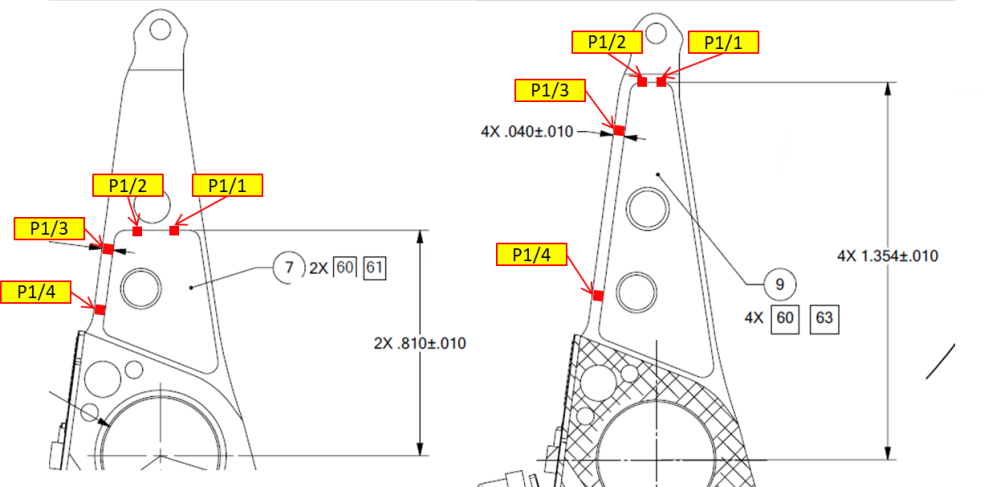 P1/2
P1/1
P1/3
P1/4
7
2X 60 61
2X .810±.010
P1/2
P1/1
P1/3
4X .040±.010
P1/4
4X 1.354±.010
9
4X 60 63